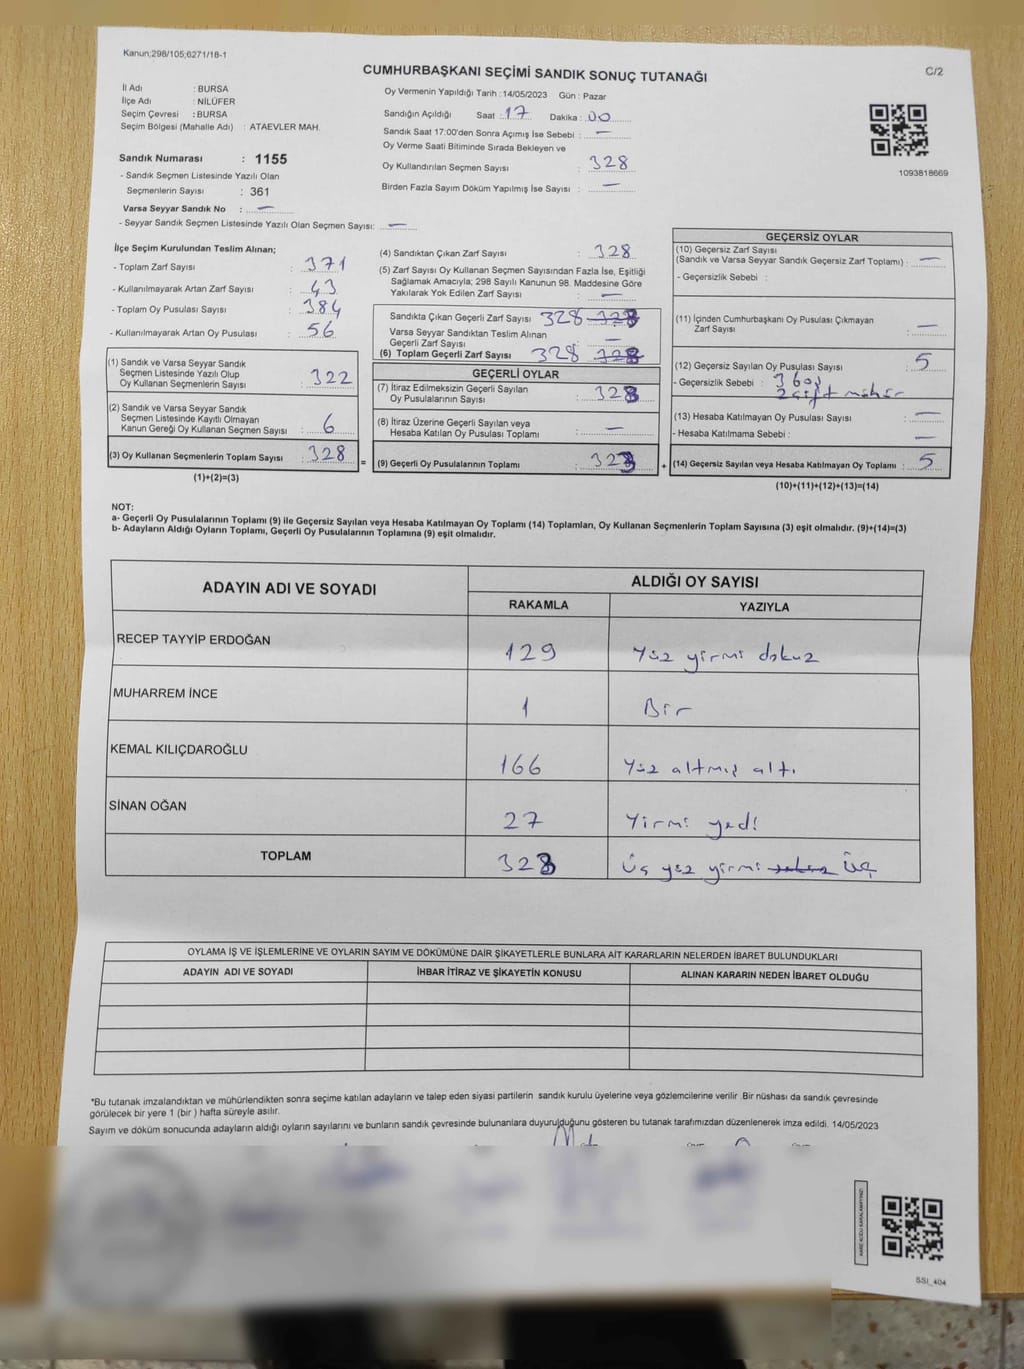 Kanun;298/105;6271/18-1
CUMHURBAŞKANI SEÇİMİ SANDIK SONUÇ TUTANAĞI
C/2
İl Adı : BURSA
İlçe Adı : NİLÜFER
Seçim Çevresi : BURSA
Seçim Bölgesi (Mahalle Adı) : ATAEVLER MAH.
Sandık Numarası : 1155
- Sandık Seçmen Listesinde Yazılı Olan
Seçmenlerin Sayısı : 361
Varsa Seyyar Sandık No : —
- Seyyar Sandık Seçmen Listesinde Yazılı Olan Seçmen Sayısı: —
Oy Vermenin Yapıldığı Tarih : 14/05/2023 Gün : Pazar
Sandığın Açıldığı Saat : 17 Dakika : 00
Sandık Saat 17:00'den Sonra Açımış İse Sebebi : —
Oy Verme Saati Bitiminde Sırada Bekleyen ve
Oy Kullandırılan Seçmen Sayısı : 328
Birden Fazla Sayım Döküm Yapılmış İse Sayısı : —
1093818669
İlçe Seçim Kurulundan Teslim Alınan;
- Toplam Zarf Sayısı : 371
- Kullanılmayarak Artan Zarf Sayısı : 43
- Toplam Oy Pusulası Sayısı : 384
- Kullanılmayarak Artan Oy Pusulası : 56
(1) Sandık ve Varsa Seyyar Sandık
Seçmen Listesinde Yazılı Olup
Oy Kullanan Seçmenlerin Sayısı : 322
(2) Sandık ve Varsa Seyyar Sandık
Seçmen Listesinde Kayıtlı Olmayan
Kanun Gereği Oy Kullanan Seçmen Sayısı : 6
(3) Oy Kullanan Seçmenlerin Toplam Sayısı : 328
(1)+(2)=(3)
(4) Sandıktan Çıkan Zarf Sayısı : 328
(5) Zarf Sayısı Oy Kullanan Seçmen Sayısından Fazla İse, Eşitliği
Sağlamak Amacıyla; 298 Sayılı Kanunun 98. Maddesine Göre
Yakılarak Yok Edilen Zarf Sayısı : —
Sandıkta Çıkan Geçerli Zarf Sayısı 328
Varsa Seyyar Sandıktan Teslim Alınan
Geçerli Zarf Sayısı : —
(6) Toplam Geçerli Zarf Sayısı 328
GEÇERLİ OYLAR
(7) İtiraz Edilmeksizin Geçerli Sayılan
Oy Pusulalarının Sayısı : 323
(8) İtiraz Üzerine Geçerli Sayılan veya
Hesaba Katılan Oy Pusulası Toplamı : —
= (9) Geçerli Oy Pusulalarının Toplamı : 323
GEÇERSİZ OYLAR
(10) Geçersiz Zarf Sayısı
(Sandık ve Varsa Seyyar Sandık Geçersiz Zarf Toplamı) : —
- Geçersizlik Sebebi :
(11) İçinden Cumhurbaşkanı Oy Pusulası Çıkmayan
Zarf Sayısı : —
(12) Geçersiz Sayılan Oy Pusulası Sayısı : 5
- Geçersizlik Sebebi : 3 boş
2 çift mühür
(13) Hesaba Katılmayan Oy Pusulası Sayısı : —
- Hesaba Katılmama Sebebi : —
+ (14) Geçersiz Sayılan veya Hesaba Katılmayan Oy Toplamı : 5
(10)+(11)+(12)+(13)=(14)
NOT:
a- Geçerli Oy Pusulalarının Toplamı (9) ile Geçersiz Sayılan veya Hesaba Katılmayan Oy Toplamı (14) Toplamları, Oy Kullanan Seçmenlerin Toplam Sayısına (3) eşit olmalıdır. (9)+(14)=(3)
b- Adayların Aldığı Oyların Toplamı, Geçerli Oy Pusulalarının Toplamına (9) eşit olmalıdır.
ADAYIN ADI VE SOYADI ALDIĞI OY SAYISI
RAKAMLA YAZIYLA
RECEP TAYYİP ERDOĞAN 129 Yüz yirmi dokuz
MUHARREM İNCE 1 Bir
KEMAL KILIÇDAROĞLU 166 Yüz altmış altı
SİNAN OĞAN 27 Yirmi yedi
TOPLAM 323 Üç yüz yirmi sekiz Üç
OYLAMA İŞ VE İŞLEMLERİNE VE OYLARIN SAYIM VE DÖKÜMÜNE DAİR ŞİKAYETLERLE BUNLARA AİT KARARLARIN NELERDEN İBARET BULUNDUKLARI
ADAYIN ADI VE SOYADI İHBAR İTİRAZ VE ŞİKAYETİN KONUSU ALINAN KARARIN NEDEN İBARET OLDUĞU
*Bu tutanak imzalandıktan ve mühürlendikten sonra seçime katılan adayların ve talep eden siyasi partilerin sandık kurulu üyelerine veya gözlemcilerine verilir .Bir nüshası da sandık çevresinde
görülecek bir yere 1 (bir ) hafta süreyle asılır.
Sayım ve döküm sonucunda adayların aldığı oyların sayılarını ve bunların sandık çevresinde bulunanlara duyurulduğunu gösteren bu tutanak tarafımızdan düzenlenerek imza edildi. 14/05/2023
KARE KODU KARALAMAYINIZ!
SSI_404